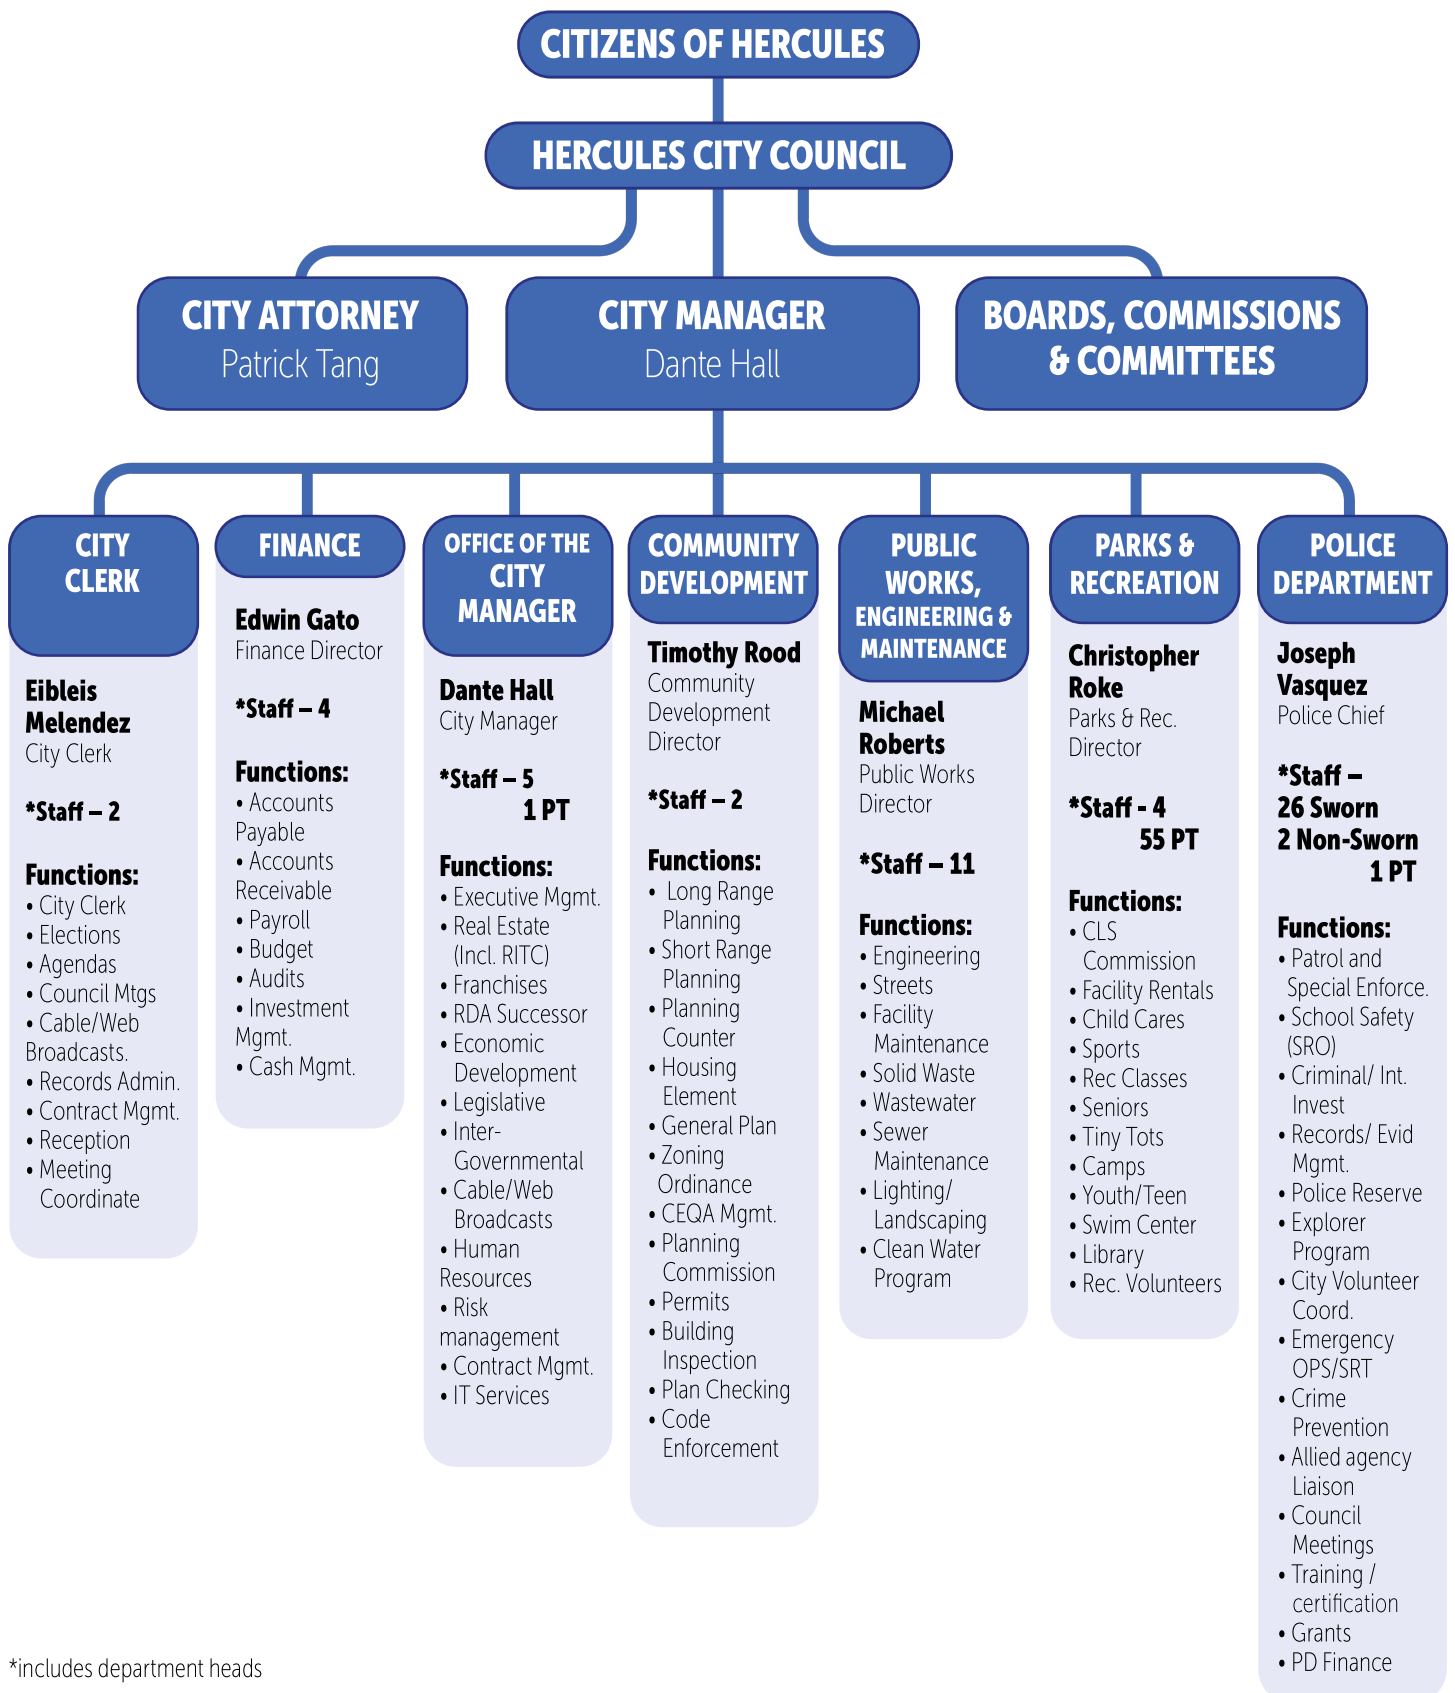 CITIZENS OF HERCULES
HERCULES CITY COUNCIL
CITY ATTORNEY
Patrick Tang
CITY MANAGER
Dante Hall
BOARDS, COMMISSIONS
& COMMITTEES
CITY
CLERK
Eibleis
Melendez
City Clerk
*Staff – 2
Functions:
• City Clerk
• Elections
• Agendas
• Council Mtgs
• Cable/Web
Broadcasts.
• Records Admin.
• Contract Mgmt.
• Reception
• Meeting
Coordinate
FINANCE
Edwin Gato
Finance Director
*Staff – 4
Functions:
• Accounts
Payable
• Accounts
Receivable
• Payroll
• Budget
• Audits
• Investment
Mgmt.
• Cash Mgmt.
OFFICE OF THE
CITY
MANAGER
Dante Hall
City Manager
*Staff – 5
1 PT
Functions:
• Executive Mgmt.
• Real Estate
(Incl. RITC)
• Franchises
• RDA Successor
• Economic
Development
• Legislative
• Inter-
Governmental
• Cable/Web
Broadcasts
• Human
Resources
• Risk
management
• Contract Mgmt.
• IT Services
COMMUNITY
DEVELOPMENT
Timothy Rood
Community
Development
Director
*Staff – 2
Functions:
• Long Range
Planning
• Short Range
Planning
• Planning
Counter
• Housing
Element
• General Plan
• Zoning
Ordinance
• CEQA Mgmt.
• Planning
Commission
• Permits
• Building
Inspection
• Plan Checking
• Code
Enforcement
PUBLIC
WORKS,
ENGINEERING &
MAINTENANCE
Michael
Roberts
Public Works
Director
*Staff – 11
Functions:
• Engineering
• Streets
• Facility
Maintenance
• Solid Waste
• Wastewater
• Sewer
Maintenance
• Lighting/
Landscaping
• Clean Water
Program
PARKS &
RECREATION
Christopher
Roke
Parks & Rec.
Director
*Staff - 4
55 PT
Functions:
• CLS
Commission
• Facility Rentals
• Child Cares
• Sports
• Rec Classes
• Seniors
• Tiny Tots
• Camps
• Youth/Teen
• Swim Center
• Library
• Rec. Volunteers
POLICE
DEPARTMENT
Joseph
Vasquez
Police Chief
*Staff –
26 Sworn
2 Non-Sworn
1 PT
Functions:
• Patrol and
Special Enforce.
• School Safety
(SRO)
• Criminal/ Int.
Invest
• Records/ Evid
Mgmt.
• Police Reserve
• Explorer
Program
• City Volunteer
Coord.
• Emergency
OPS/SRT
• Crime
Prevention
• Allied agency
Liaison
• Council
Meetings
• Training /
certification
• Grants
• PD Finance
*includes department heads